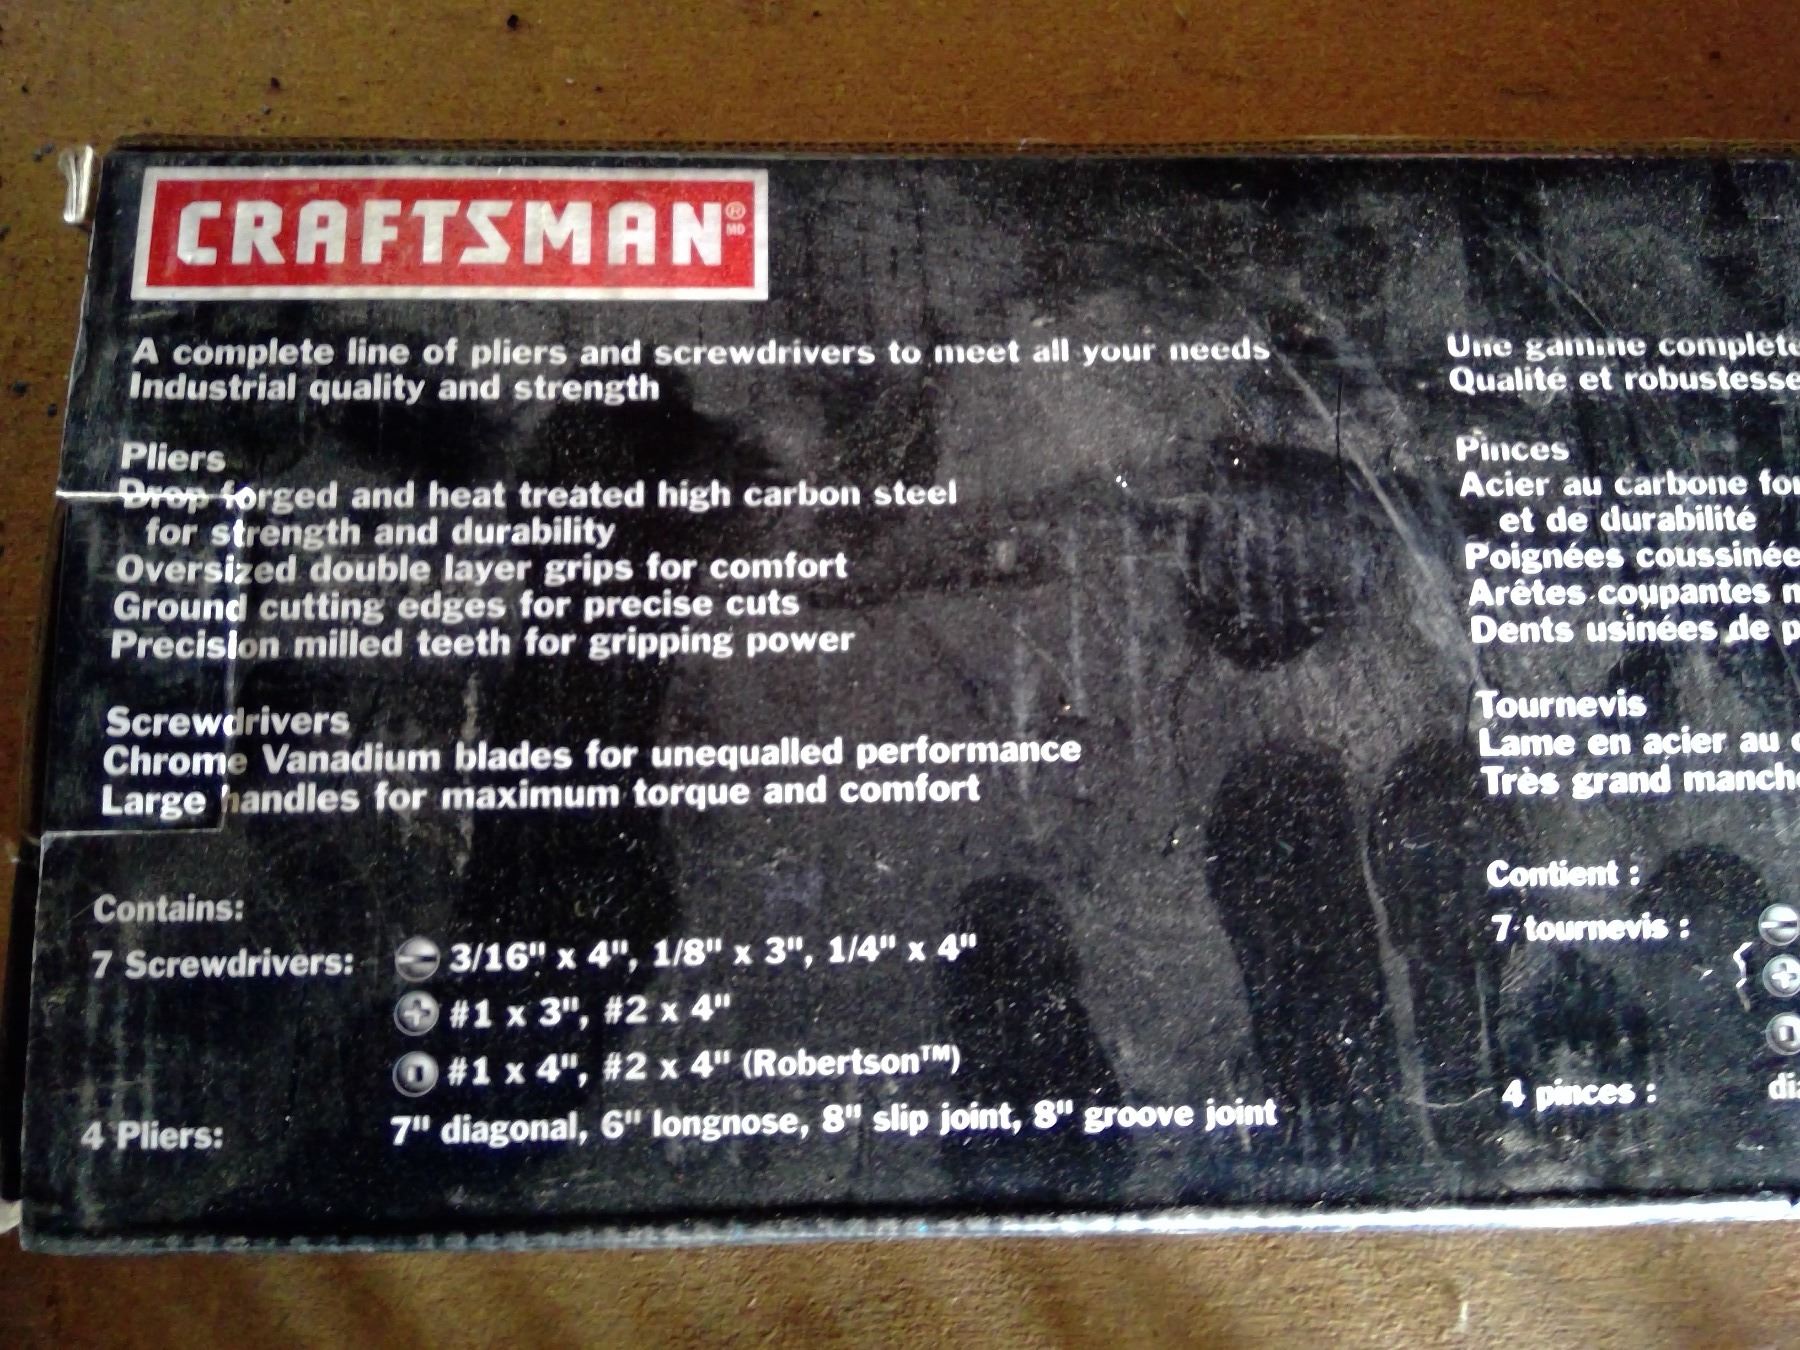 CRAFTSMAN® MD
A complete line of pliers and screwdrivers to meet all your needs
Industrial quality and strength
Pliers
Drop forged and heat treated high carbon steel
for strength and durability
Oversized double layer grips for comfort
Ground cutting edges for precise cuts
Precision milled teeth for gripping power
Screwdrivers
Chrome Vanadium blades for unequalled performance
Large handles for maximum torque and comfort
Contains:
7 Screwdrivers: 3/16" x 4", 1/8" x 3", 1/4" x 4"
#1 x 3", #2 x 4"
#1 x 4", #2 x 4" (Robertson™)
4 Pliers: 7" diagonal, 6" longnose, 8" slip joint, 8" groove joint
Une gamme complète
Qualité et robustesse
Pinces
Acier au carbone
et de durabilité
Poignées
Arêtes coupantes
Dents usinées de
Tournevis
Lame en acier au
Très grand
Contient :
7 tournevis :
4 pinces :